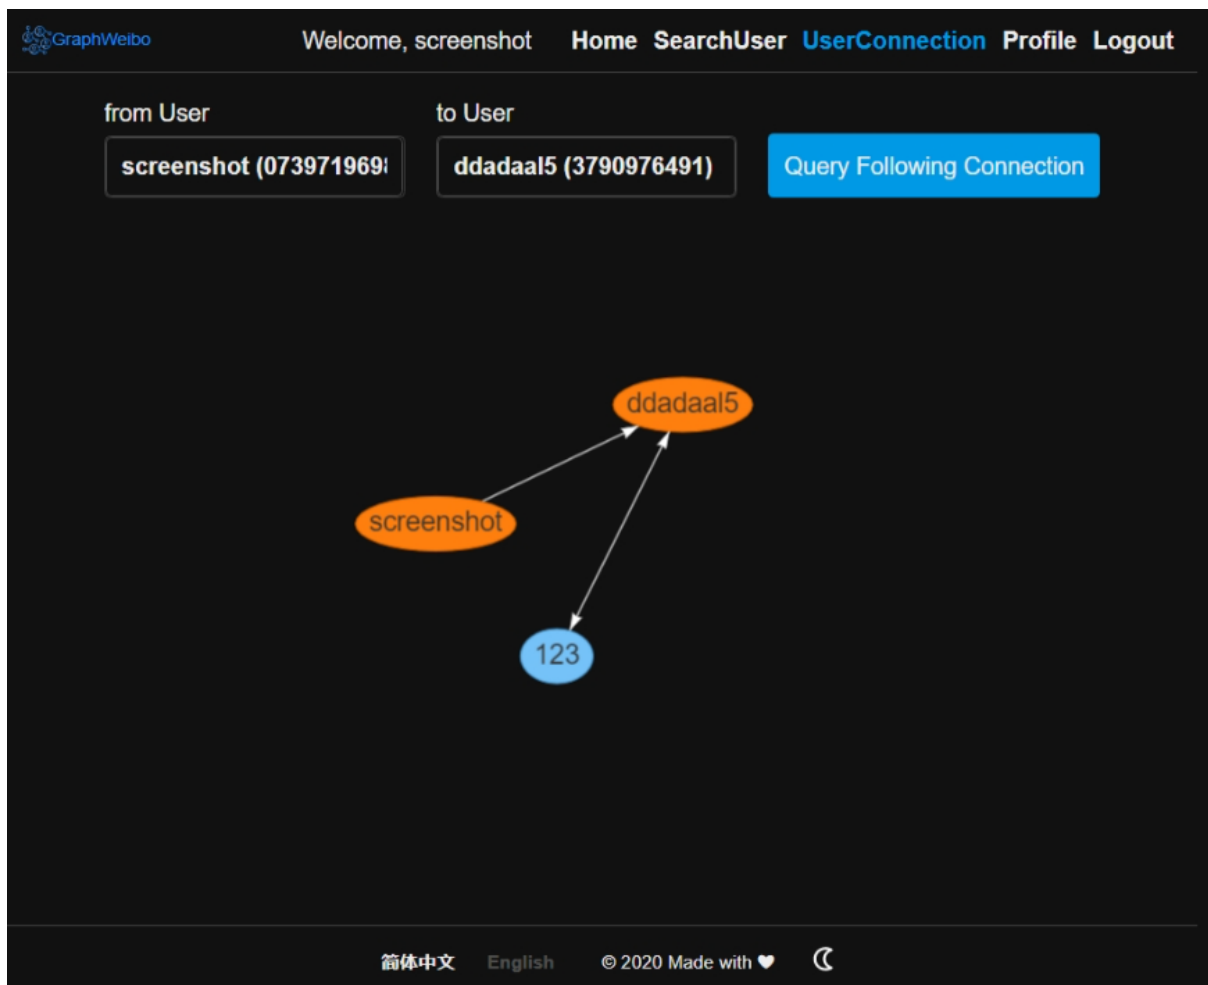 GraphWeibo Welcome, screenshot Home SearchUser UserConnection Profile Logout
from User to User
screenshot (0739719698 ddadaal5 (3790976491) Query Following Connection
ddadaal5
screenshot
123
简体中文 English © 2020 Made with